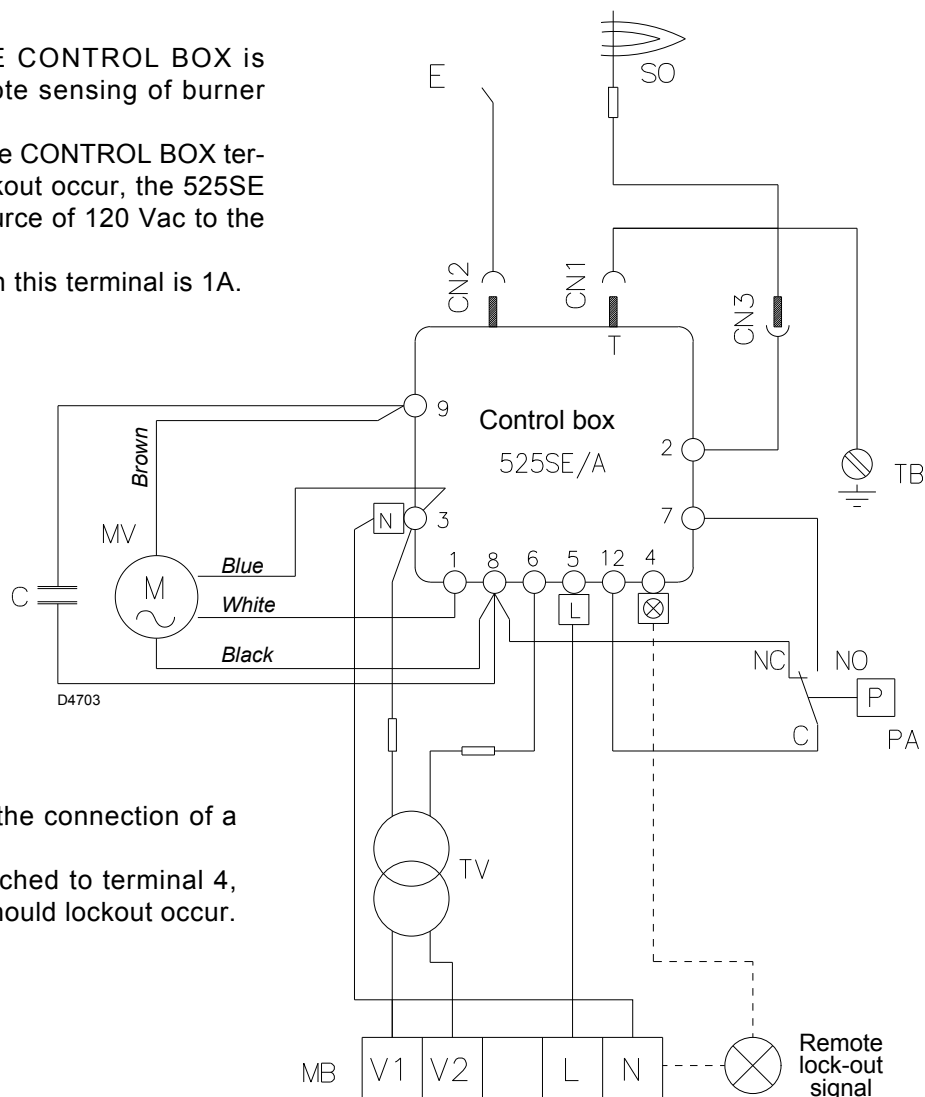 E CONTROL BOX is
ote sensing of burner
e CONTROL BOX ter-
kout occur, the 525SE
urce of 120 Vac to the
n this terminal is 1A.
E
SO
CN2
CN1
CN3
T
9
Control box
525SE/A
2
TB
7
N
3
1
8
6
5
12
4
L
Brown
MV
M
C
Blue
White
Black
D4703
NC
NO
P
C
PA
the connection of a
ched to terminal 4,
hould lockout occur.
TV
MB
V1
V2
L
N
Remote
lock-out
signal